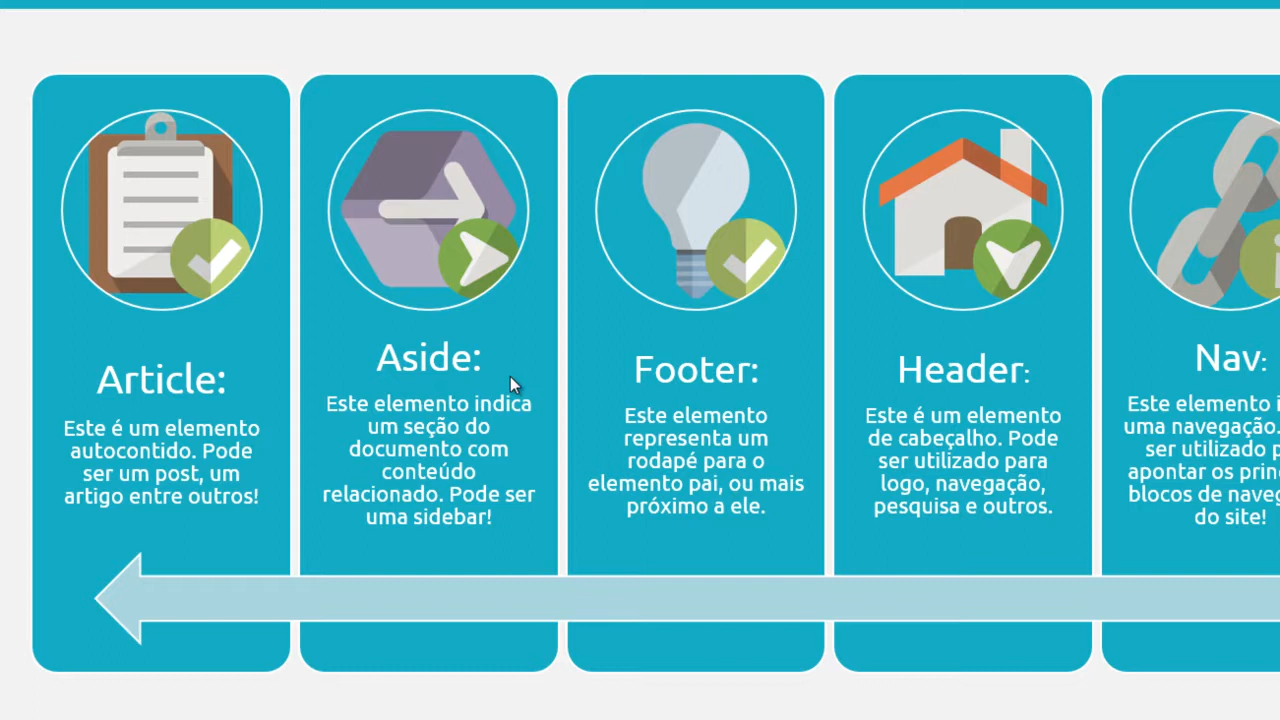 Article:
Este é um elemento
autocontido. Pode
ser um post, um
artigo entre outros!
Aside:
Este elemento indica
um seção do
documento com
conteúdo
relacionado. Pode ser
uma sidebar!
Footer:
Este elemento
representa um
rodapé para o
elemento pai, ou mais
próximo a ele.
Header:
Este é um elemento
de cabeçalho. Pode
ser utilizado para
logo, navegação,
pesquisa e outros.
Nav:
Este elemento
uma navegação.
ser utilizado
apontar os
blocos de
do site!